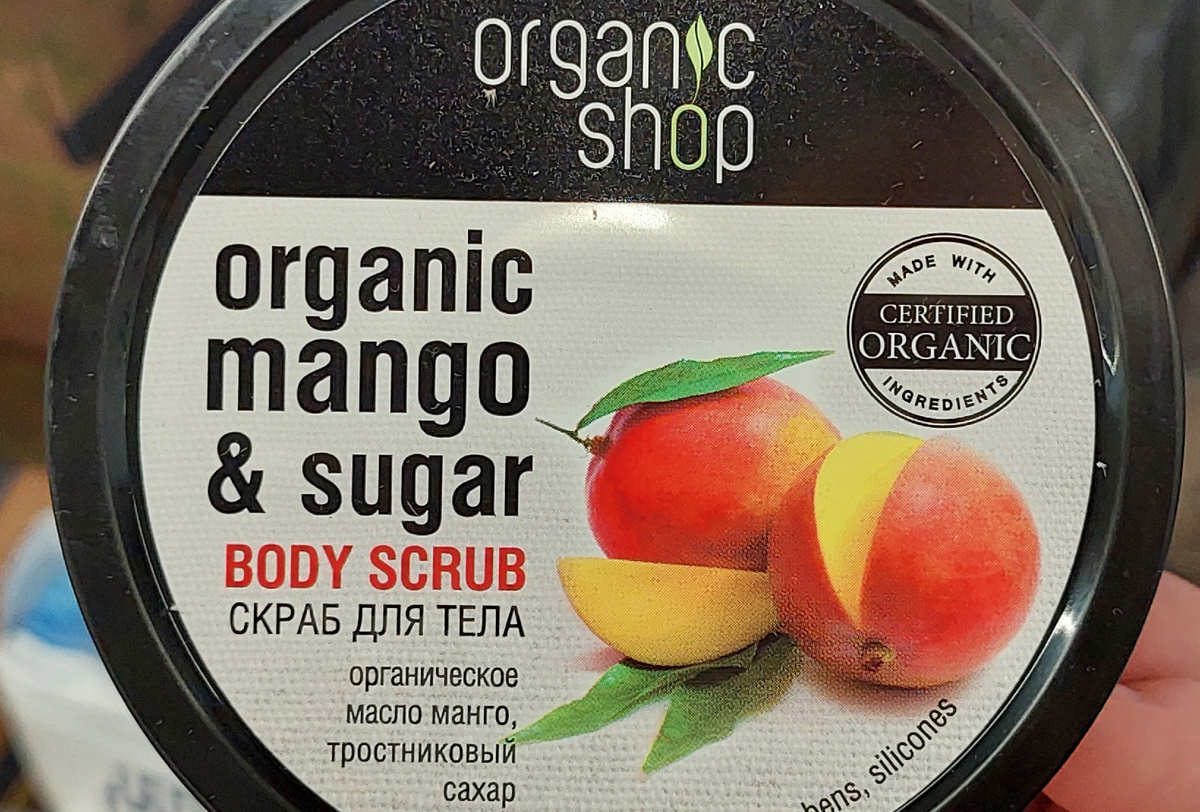 organic
shop
organic
mango
& sugar
BODY SCRUB
СКРАБ ДЛЯ ТЕЛА
органическое
масло манго,
тростниковый
сахар
MADE WITH
CERTIFIED
ORGANIC
INGREDIENTS
silicones